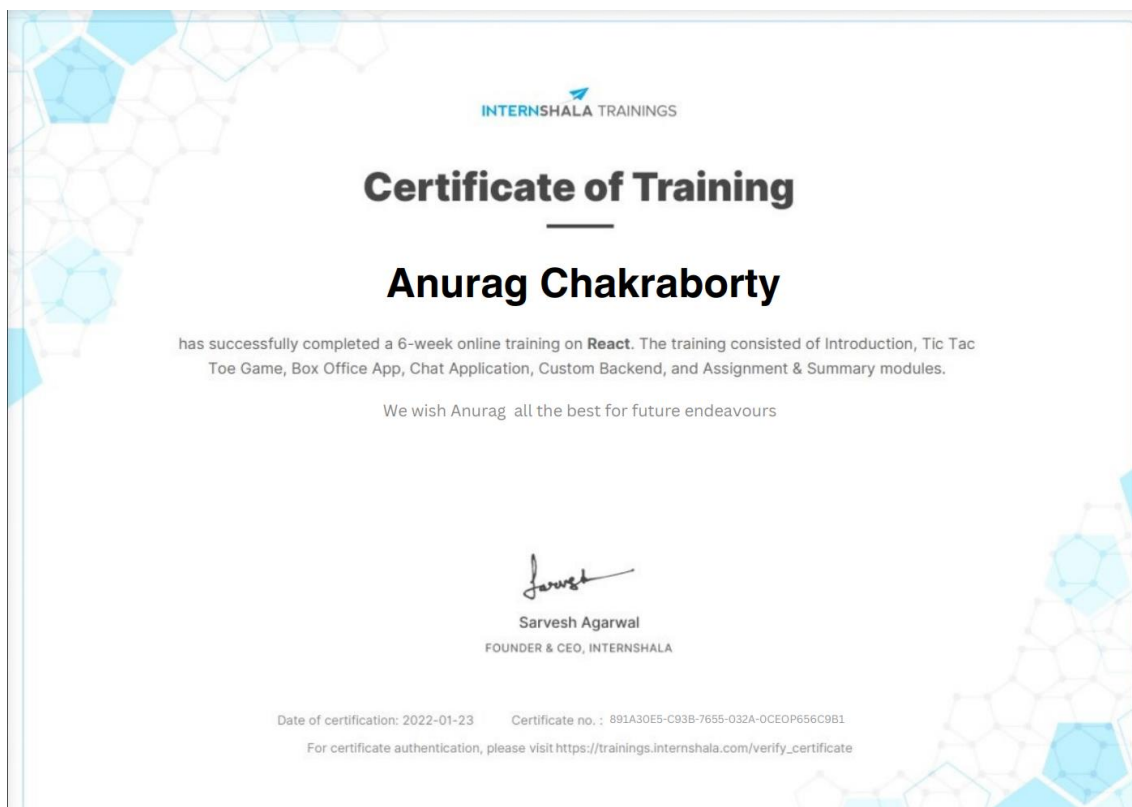 INTERNSHALA TRAININGS
Certificate of Training
Anurag Chakraborty
has successfully completed a 6-week online training on React. The training consisted of Introduction, Tic Tac
Toe Game, Box Office App, Chat Application, Custom Backend, and Assignment & Summary modules.
We wish Anurag all the best for future endeavours
Sarvesh
Sarvesh Agarwal
FOUNDER & CEO, INTERNSHALA
Date of certification: 2022-01-23 Certificate no. : 891A30E5-C93B-7655-032A-0CEOP656C9B1
For certificate authentication, please visit https://trainings.internshala.com/verify_certificate